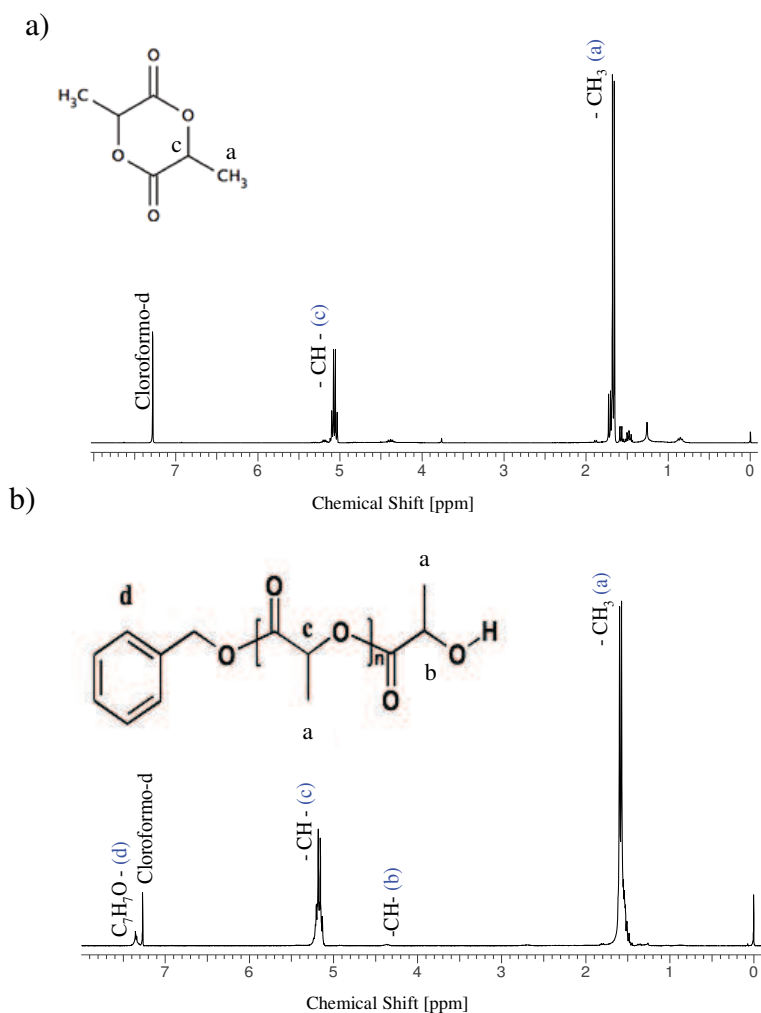 a)
O
H₃C
O
O
c
a
CH₃
O
Cloroformo-d
- CH - (c)
- CH₃ (a)
7 6 5 4 3 2 1 0
Chemical Shift [ppm]
b)
d
O
a
c
O
H
O
n
O
b
O
a
C₇H₇O - (d)
Cloroformo-d
- CH - (c)
-CH- (b)
- CH₃ (a)
7 6 5 4 3 2 1 0
Chemical Shift [ppm]